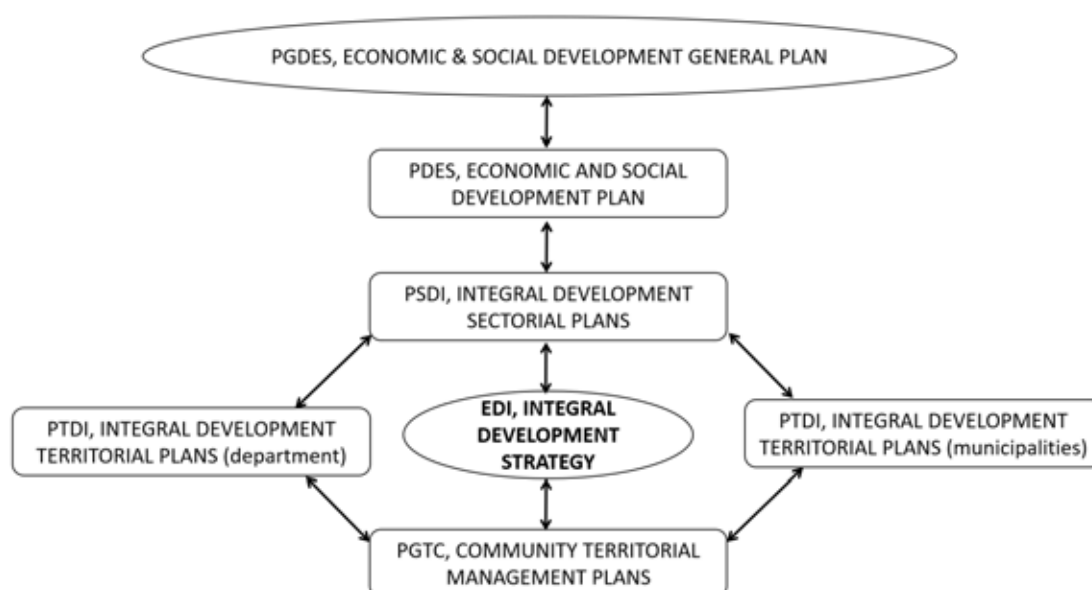 PGDES, ECONOMIC & SOCIAL DEVELOPMENT GENERAL PLAN
PDES, ECONOMIC AND SOCIAL
DEVELOPMENT PLAN
PSDI, INTEGRAL DEVELOPMENT
SECTORIAL PLANS
PTDI, INTEGRAL DEVELOPMENT
TERRITORIAL PLANS (department)
EDI, INTEGRAL
DEVELOPMENT
STRATEGY
PTDI, INTEGRAL DEVELOPMENT
TERRITORIAL PLANS (municipalities)
PGTC, COMMUNITY TERRITORIAL
MANAGEMENT PLANS